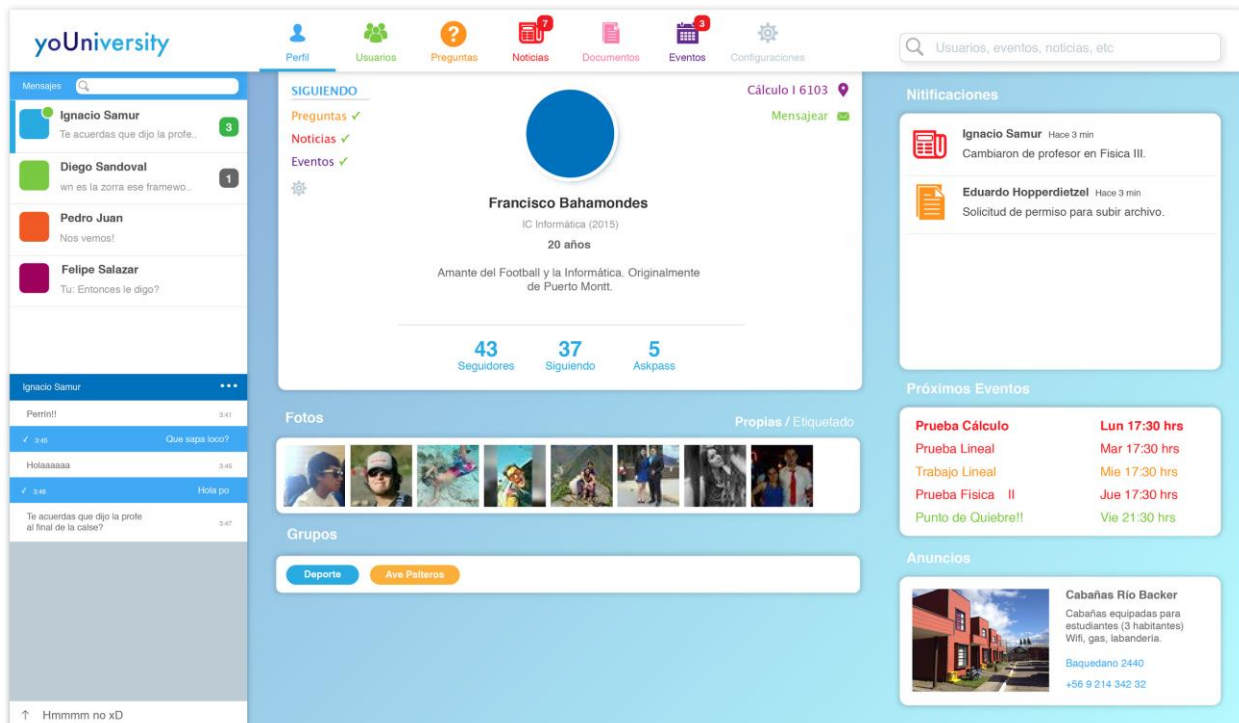 yoUniversity
Perfil
Usuarios
Preguntas
7
Noticias
Documentos
3
Eventos
Configuraciones
Usuarios, eventos, noticias, etc
Mensajes
Ignacio Samur
Te acuerdas que dijo la profe..
3
Diego Sandoval
wn es la zorra ese framewo..
1
Pedro Juan
Nos vemos!
Felipe Salazar
Tu: Entonces le digo?
Ignacio Samur
Perrin!! 3:41
✓ 3:45 Que sapa loco?
Holaaaaaa 3:45
✓ 3:46 Hola po
Te acuerdas que dijo la profe
al final de la calse? 3:47
↑ Hmmmm no xD
SIGUIENDO
Preguntas ✓
Noticias ✓
Eventos ✓
Cálculo I 6103
Mensajear
Francisco Bahamondes
IC Informática (2015)
20 años
Amante del Football y la Informática. Originalmente
de Puerto Montt.
43 37 5
Seguidores Siguiendo Askpass
Fotos
Propias / Etiquetado
Grupos
Deporte Ave Palteros
Nitificaciones
Ignacio Samur Hace 3 min
Cambiaron de profesor en Fisica III.
Eduardo Hopperdietzel Hace 3 min
Solicitud de permiso para subir archivo.
Próximos Eventos
Prueba Cálculo Lun 17:30 hrs
Prueba Lineal Mar 17:30 hrs
Trabajo Lineal Mie 17:30 hrs
Prueba Fisica II Jue 17:30 hrs
Punto de Quiebre!! Vie 21:30 hrs
Anuncios
Cabañas Río Backer
Cabañas equipadas para
estudiantes (3 habitantes)
Wifi, gas, labandería.
Baquedano 2440
+56 9 214 342 32